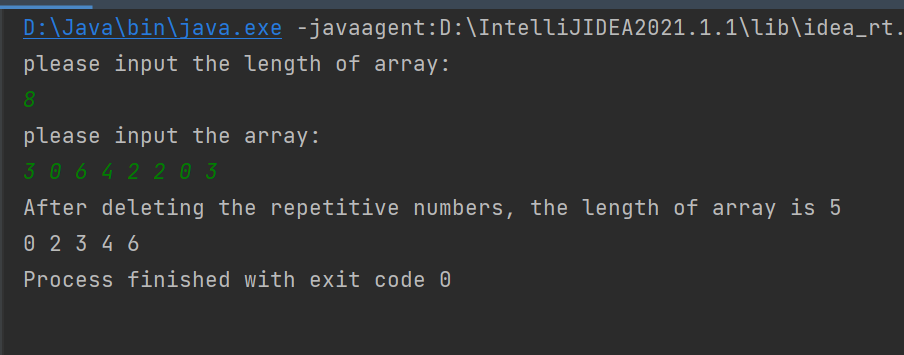 D:\Java\bin\java.exe -javaagent:D:\IntelliJIDEA2021.1.1\lib\idea_rt.
please input the length of array:
8
please input the array:
3 0 6 4 2 2 0 3
After deleting the repetitive numbers, the length of array is 5
0 2 3 4 6
Process finished with exit code 0